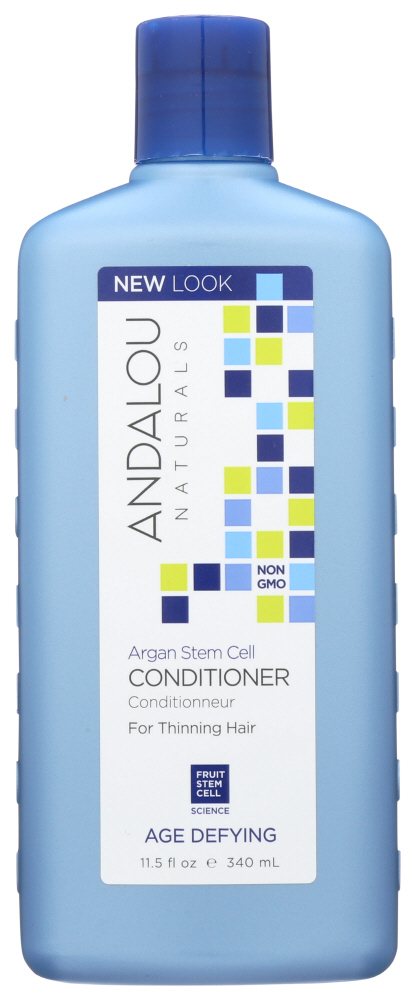 NEW LOOK
ANDALOU
NATURALS
NON
GMO
Argan Stem Cell
CONDITIONER
Conditionneur
For Thinning Hair
FRUIT
STEM
CELL
SCIENCE
AGE DEFYING
11.5 fl oz ℮ 340 mL